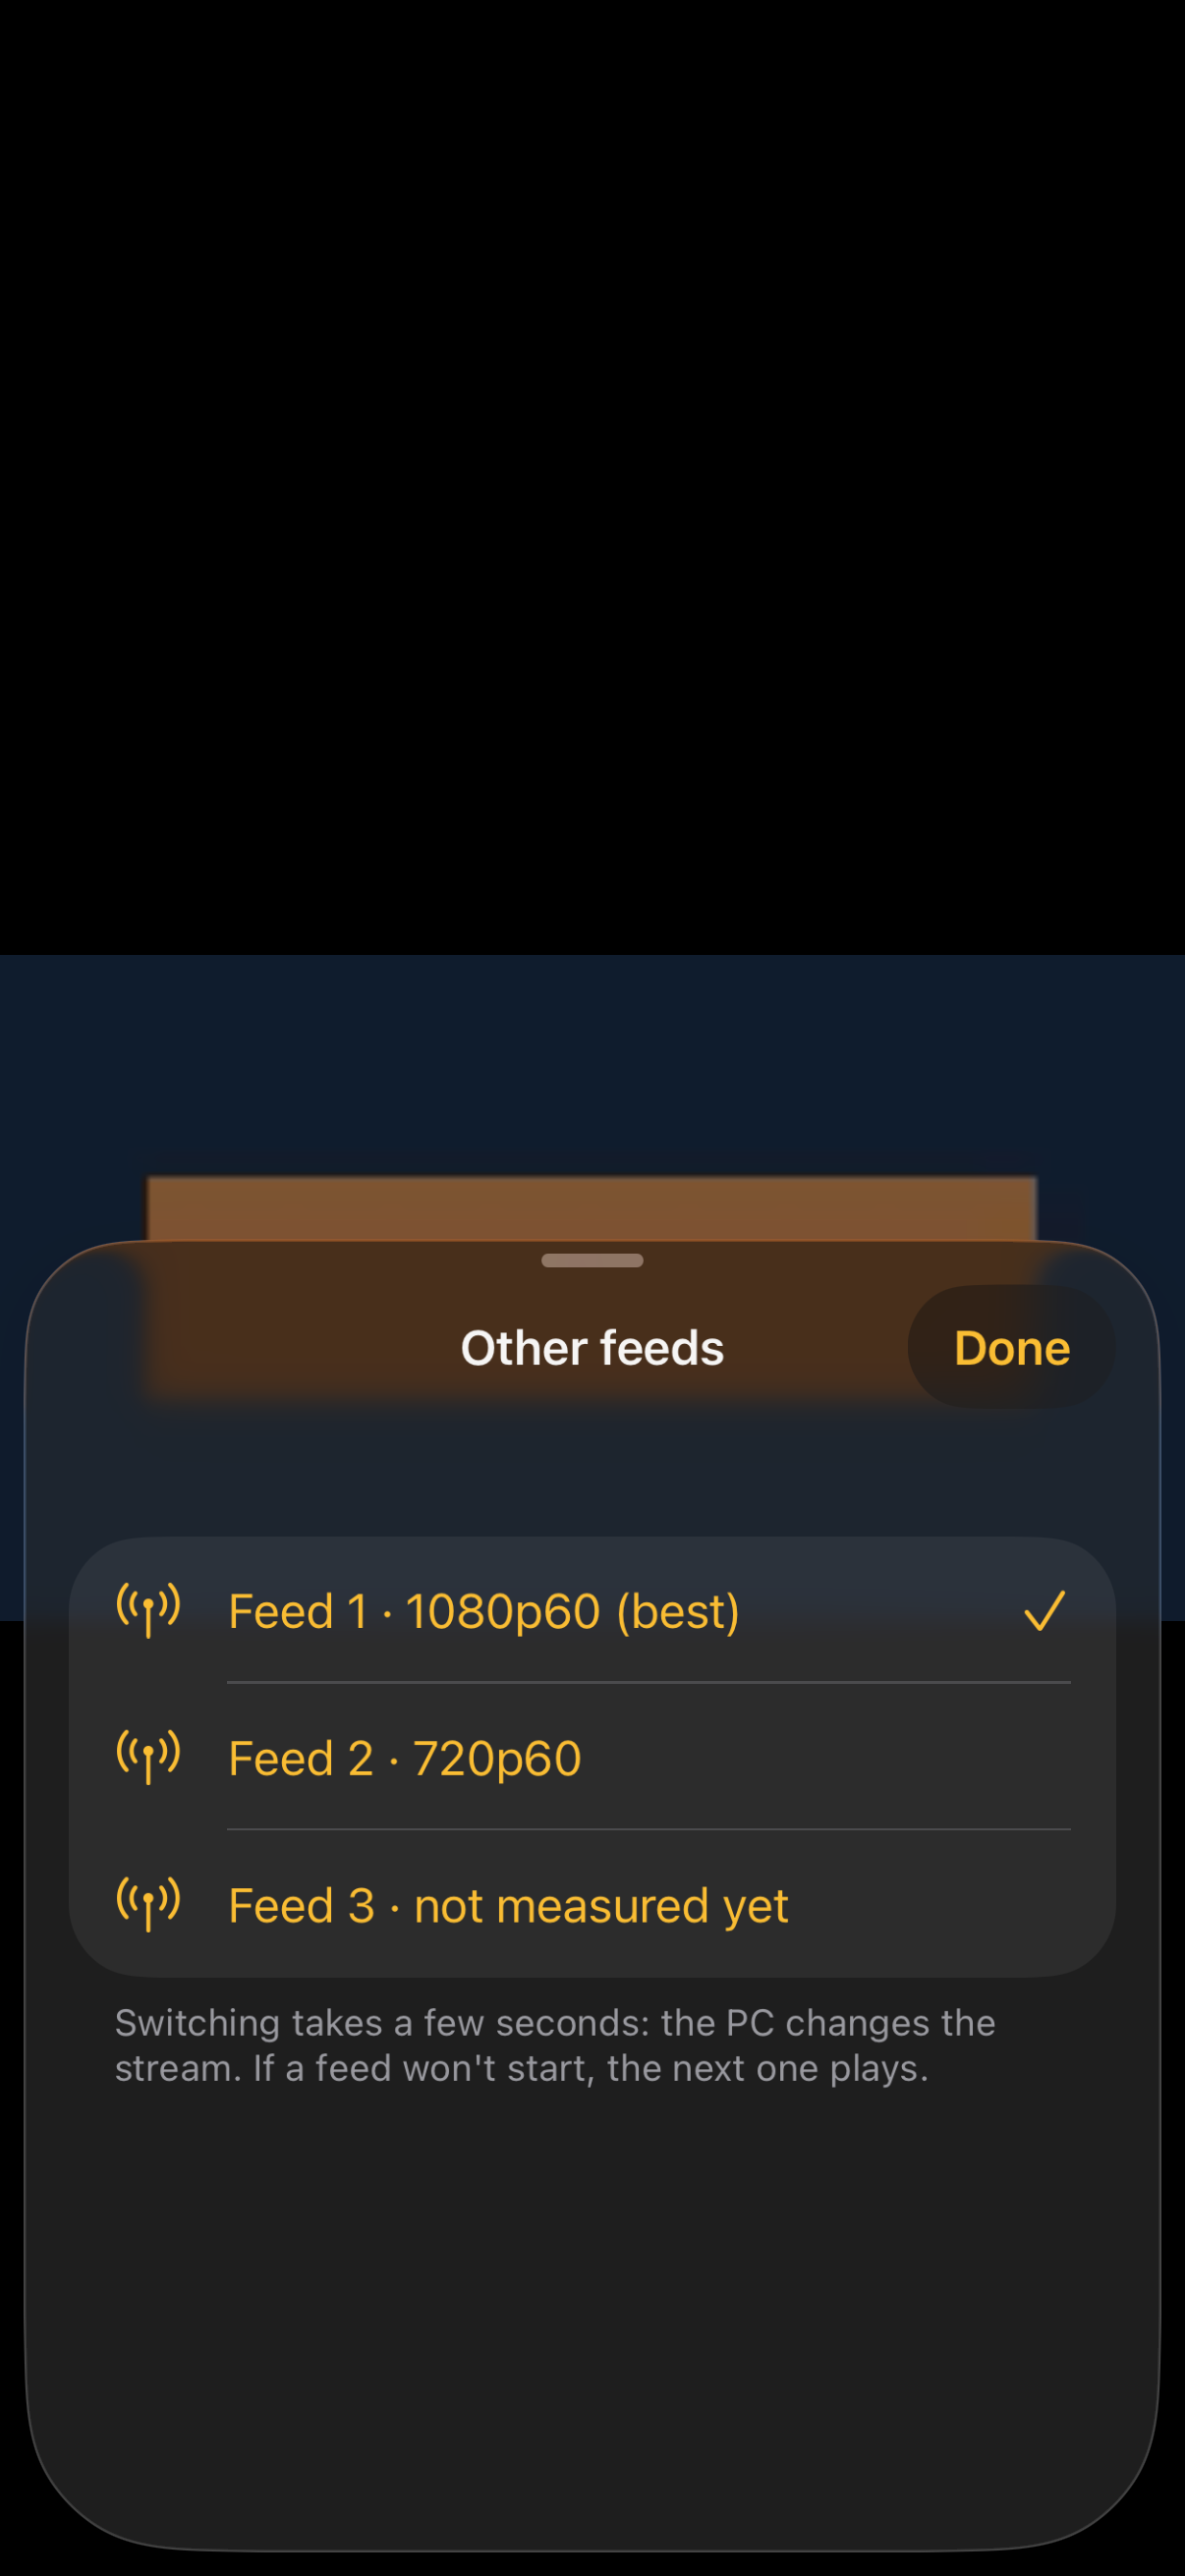 Other feeds
Done
Feed 1 · 1080p60 (best)
Feed 2 · 720p60
Feed 3 · not measured yet
Switching takes a few seconds: the PC changes the
stream. If a feed won't start, the next one plays.